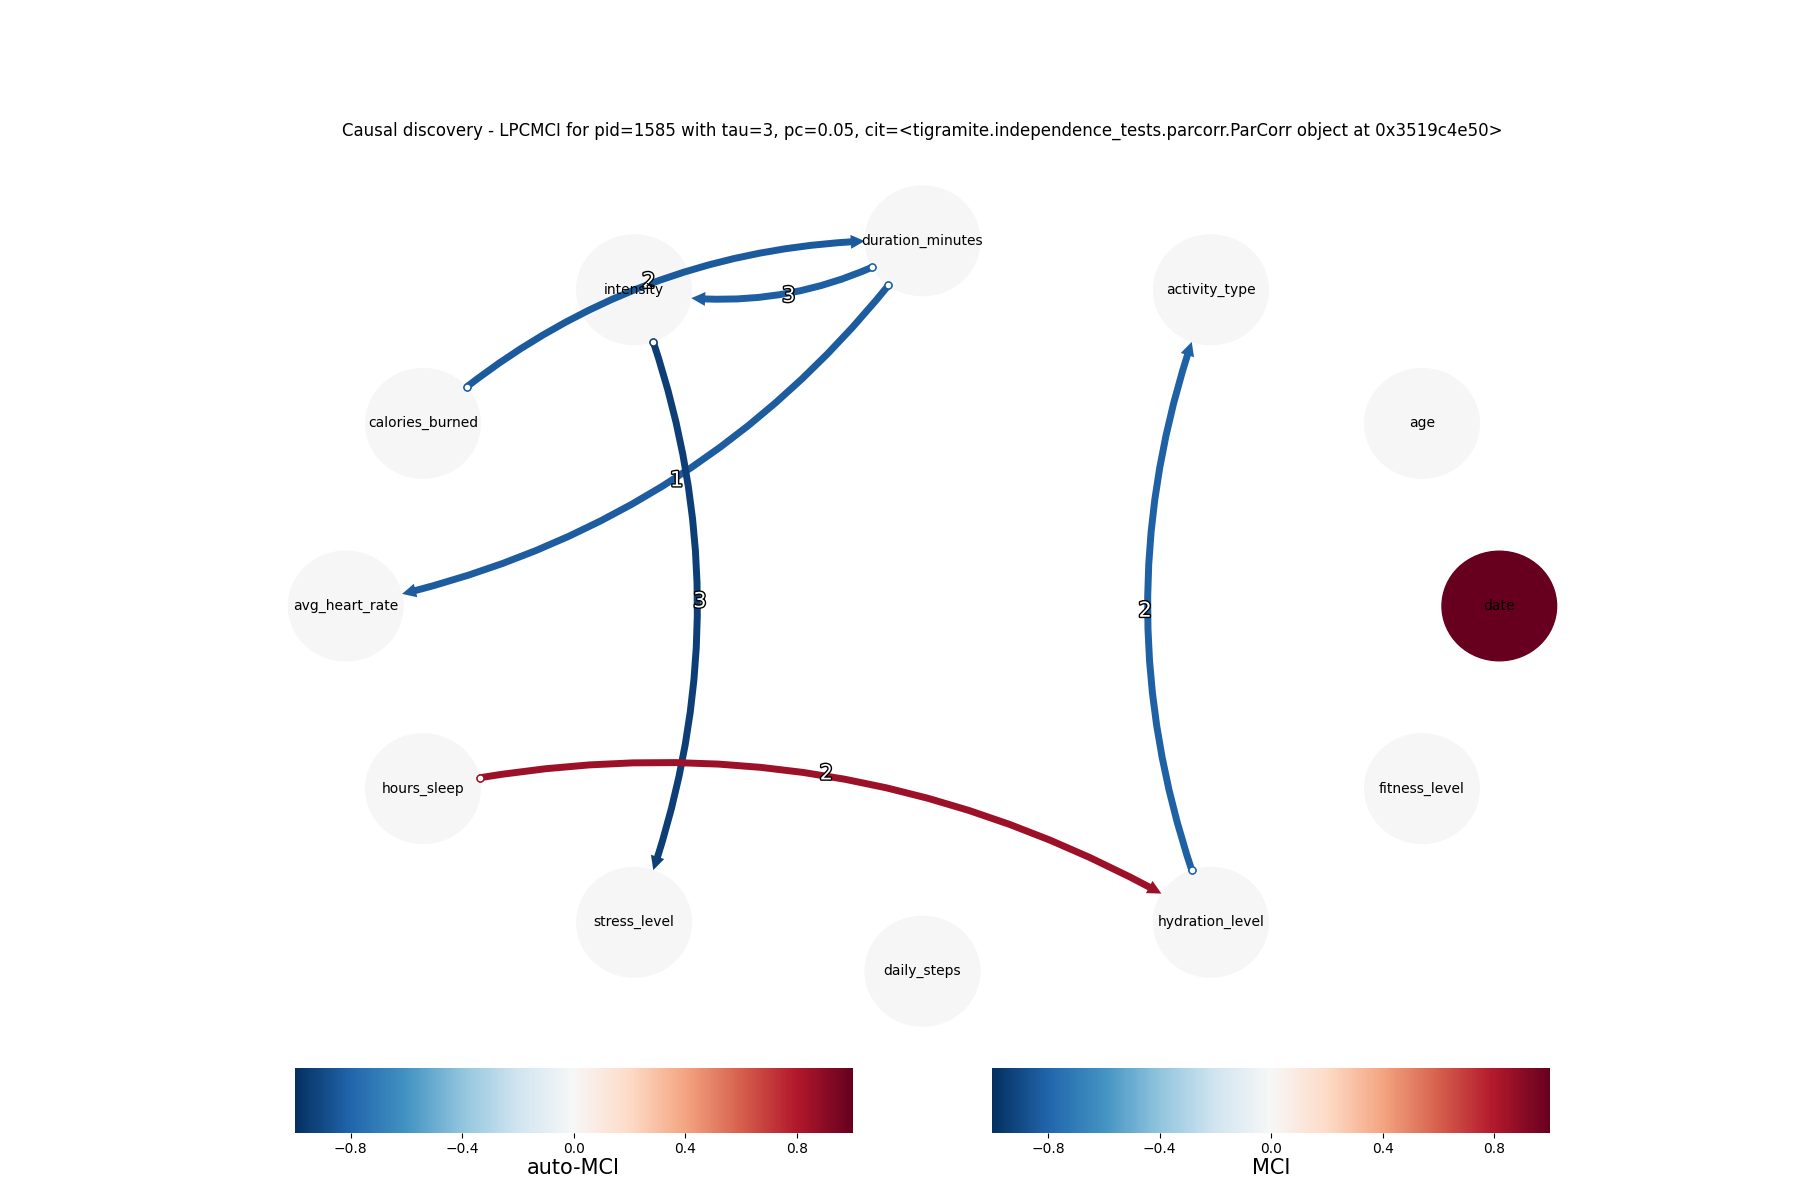 Causal discovery - LPCMCI for pid=1585 with tau=3, pc=0.05, cit=<tigramite.independence_tests.parcorr.ParCorr object at 0x3519c4e50>
duration_minutes
2
intensity
3
activity_type
calories_burned
age
1
avg_heart_rate
3
2
date
2
hours_sleep
fitness_level
stress_level
hydration_level
daily_steps
−0.8 −0.4 0.0 0.4 0.8
auto-MCI
−0.8 −0.4 0.0 0.4 0.8
MCI